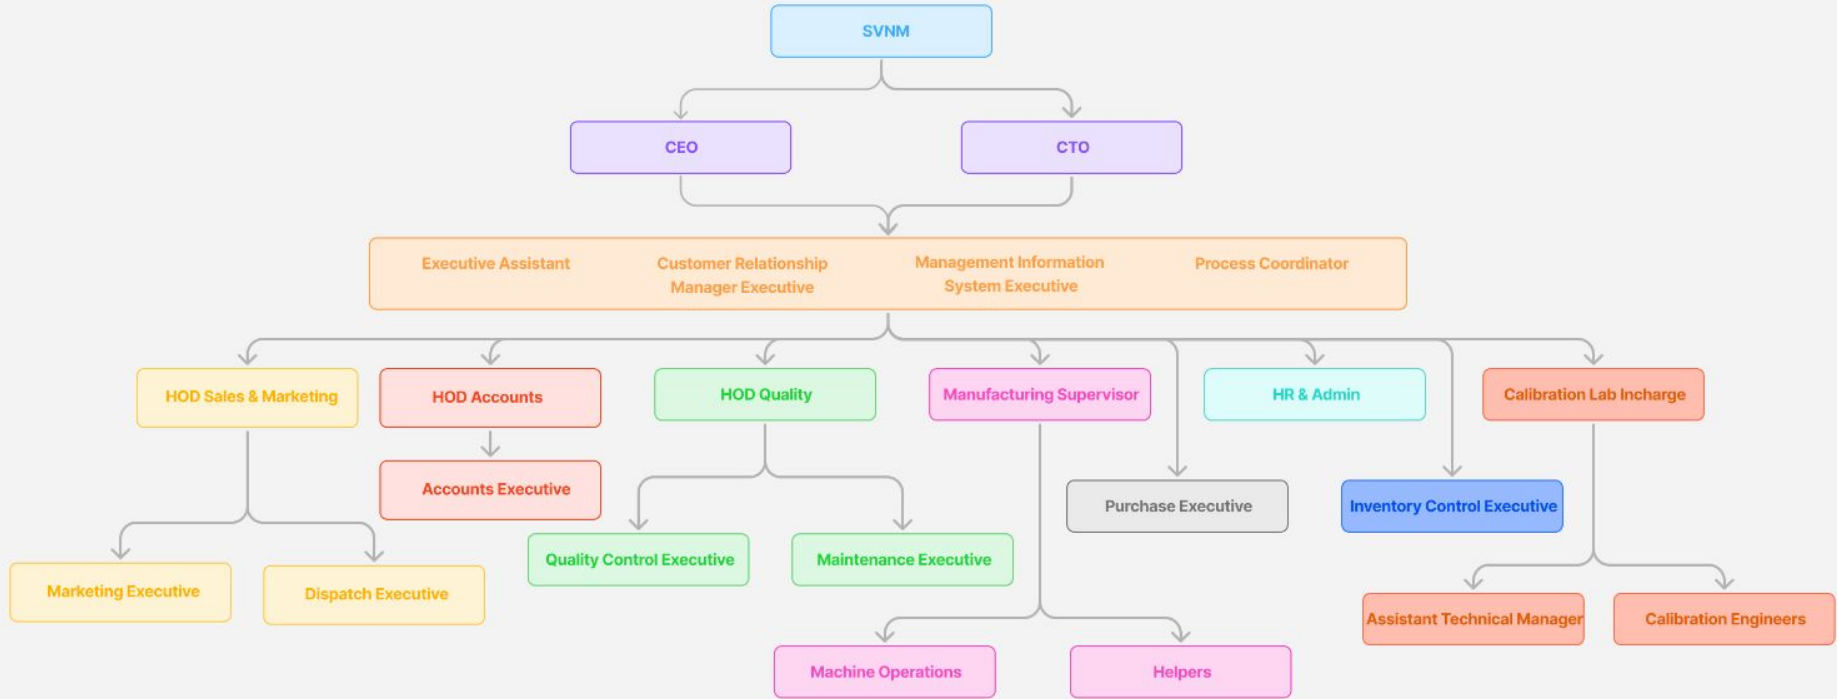 SVNM
CEO
CTO
Executive Assistant
Customer Relationship
Manager Executive
Management Information
System Executive
Process Coordinator
HOD Sales & Marketing
HOD Accounts
HOD Quality
Manufacturing Supervisor
HR & Admin
Calibration Lab Incharge
Accounts Executive
Purchase Executive
Inventory Control Executive
Quality Control Executive
Maintenance Executive
Marketing Executive
Dispatch Executive
Assistant Technical Manager
Calibration Engineers
Machine Operations
Helpers